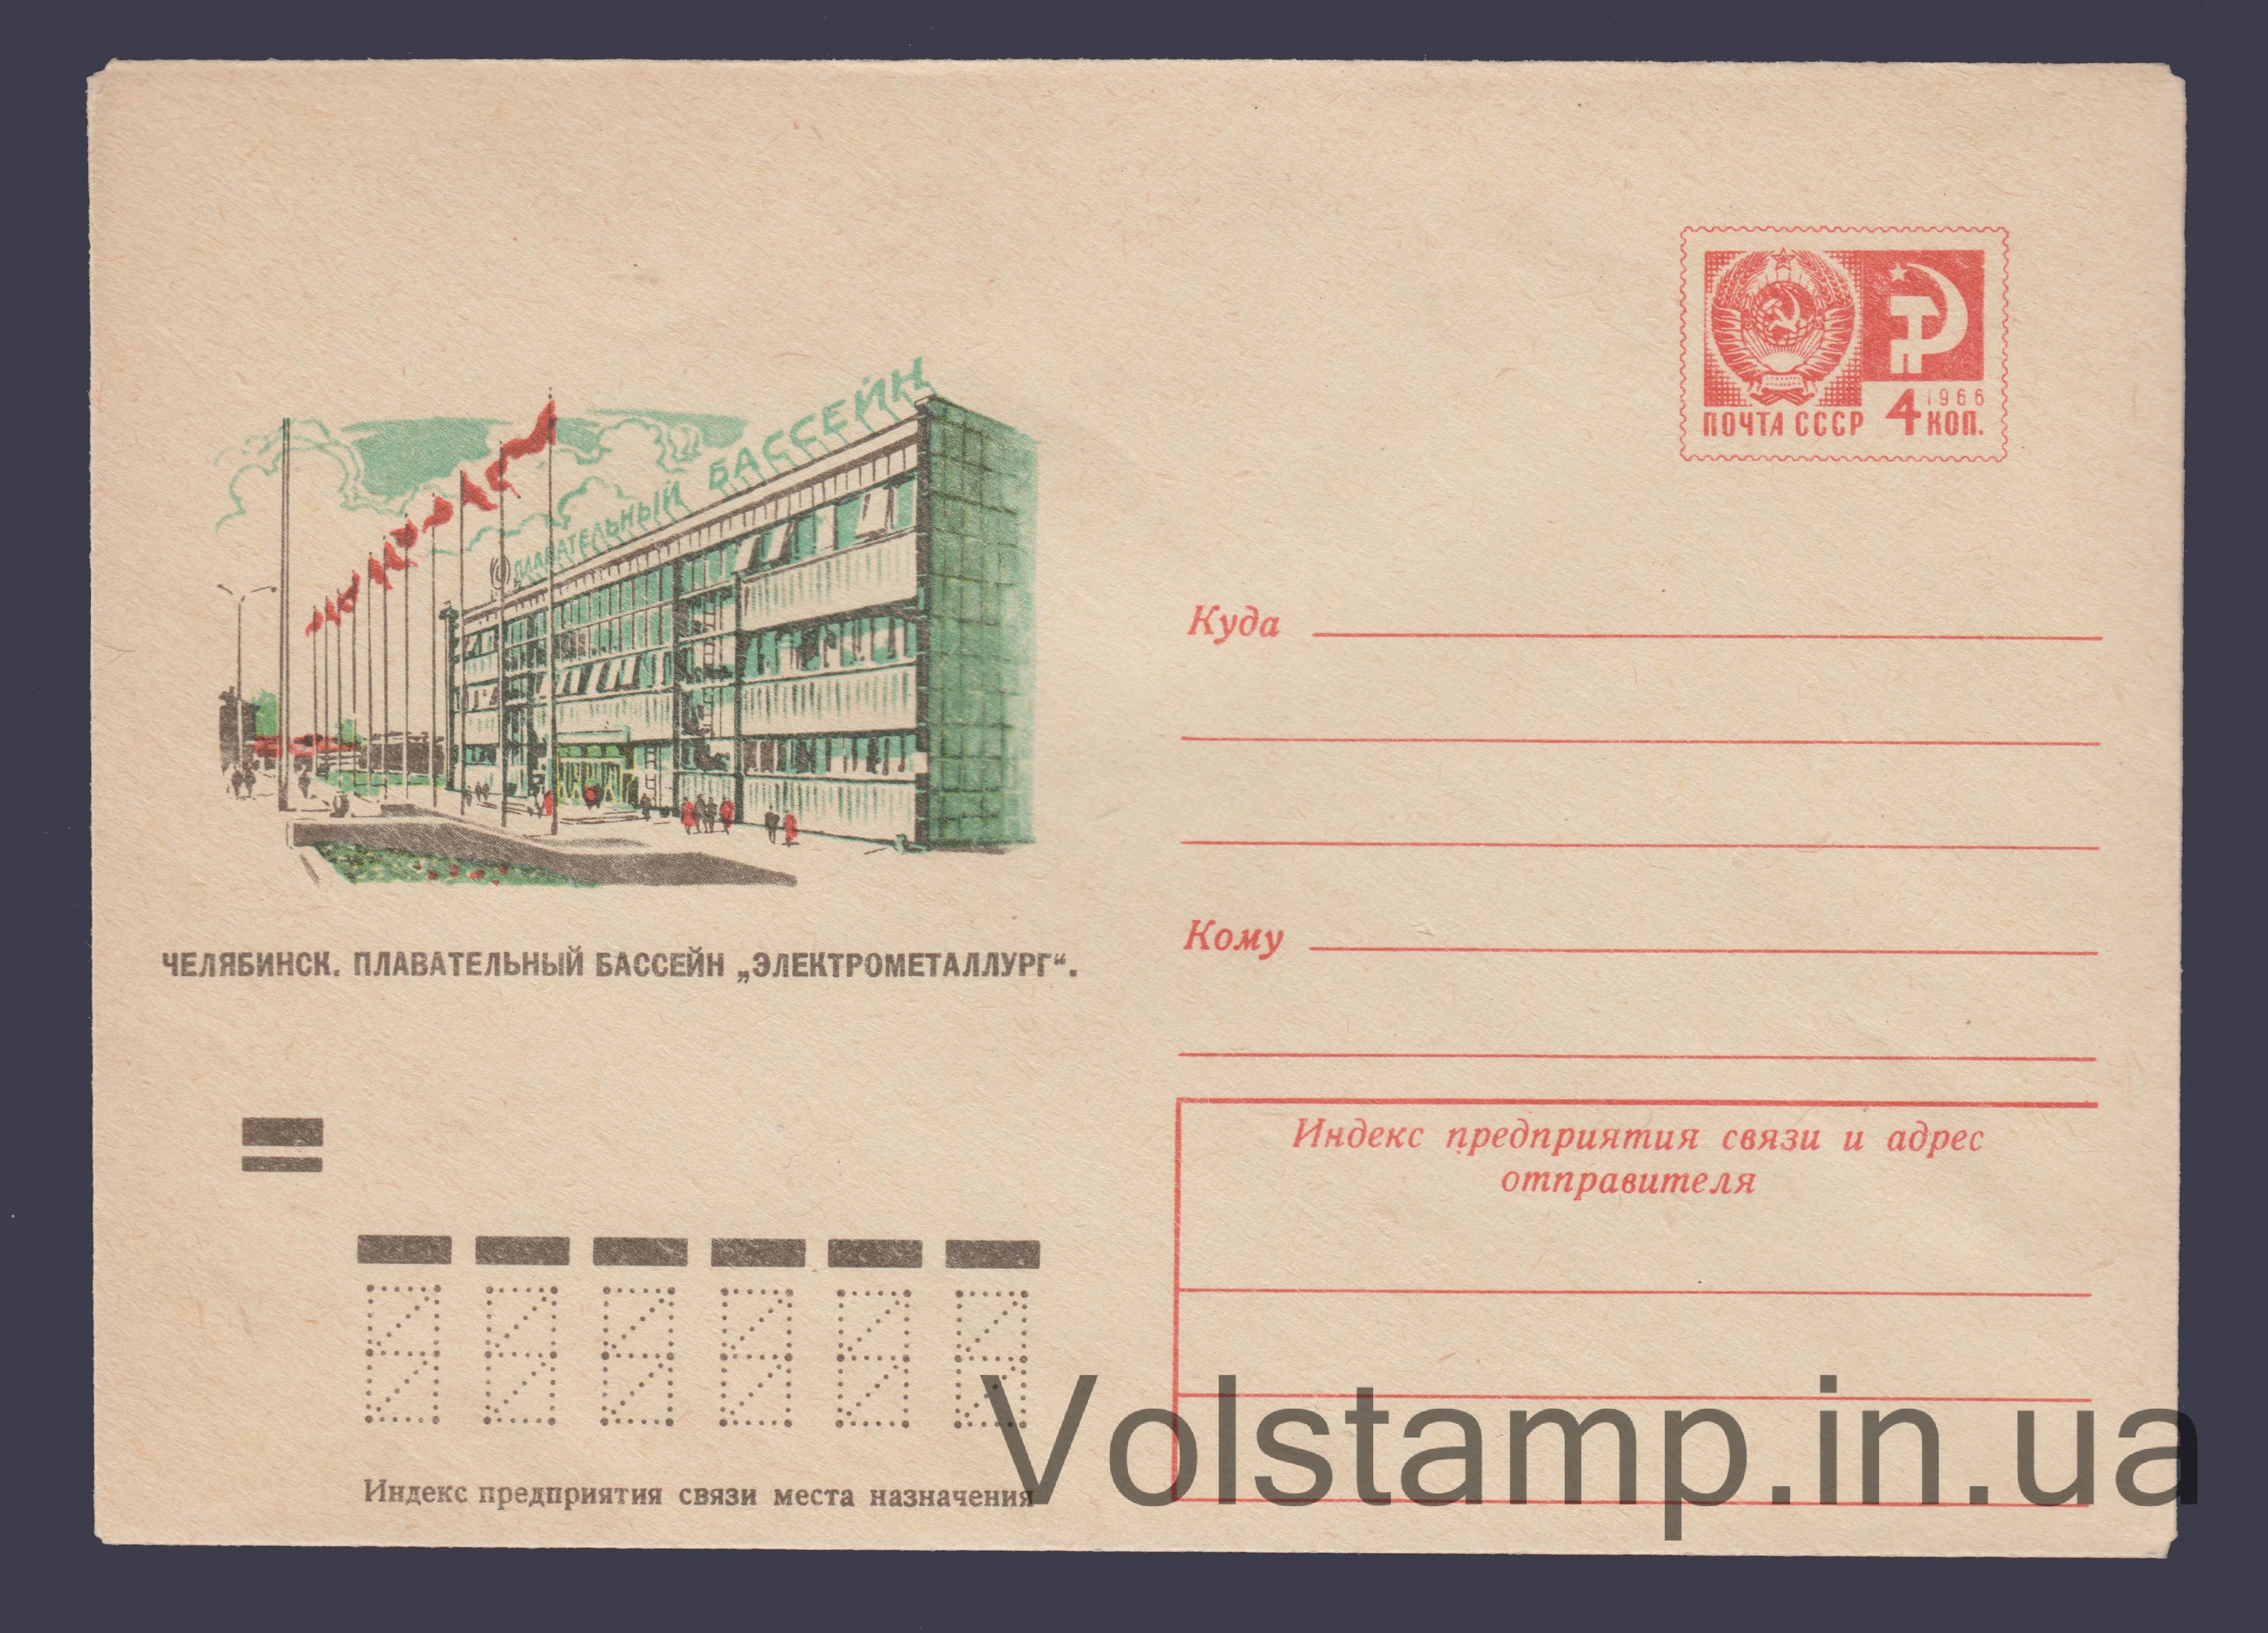 ПЛАВАТЕЛЬНЫЙ БАССЕЙН
ЧЕЛЯБИНСК. ПЛАВАТЕЛЬНЫЙ БАССЕЙН „ЭЛЕКТРОМЕТАЛЛУРГ“.
1966
ПОЧТА СССР 4 КОП.
Куда
Кому
Индекс предприятия связи и адрес
отправителя
Индекс предприятия связи места назначения
Volstamp.in.ua